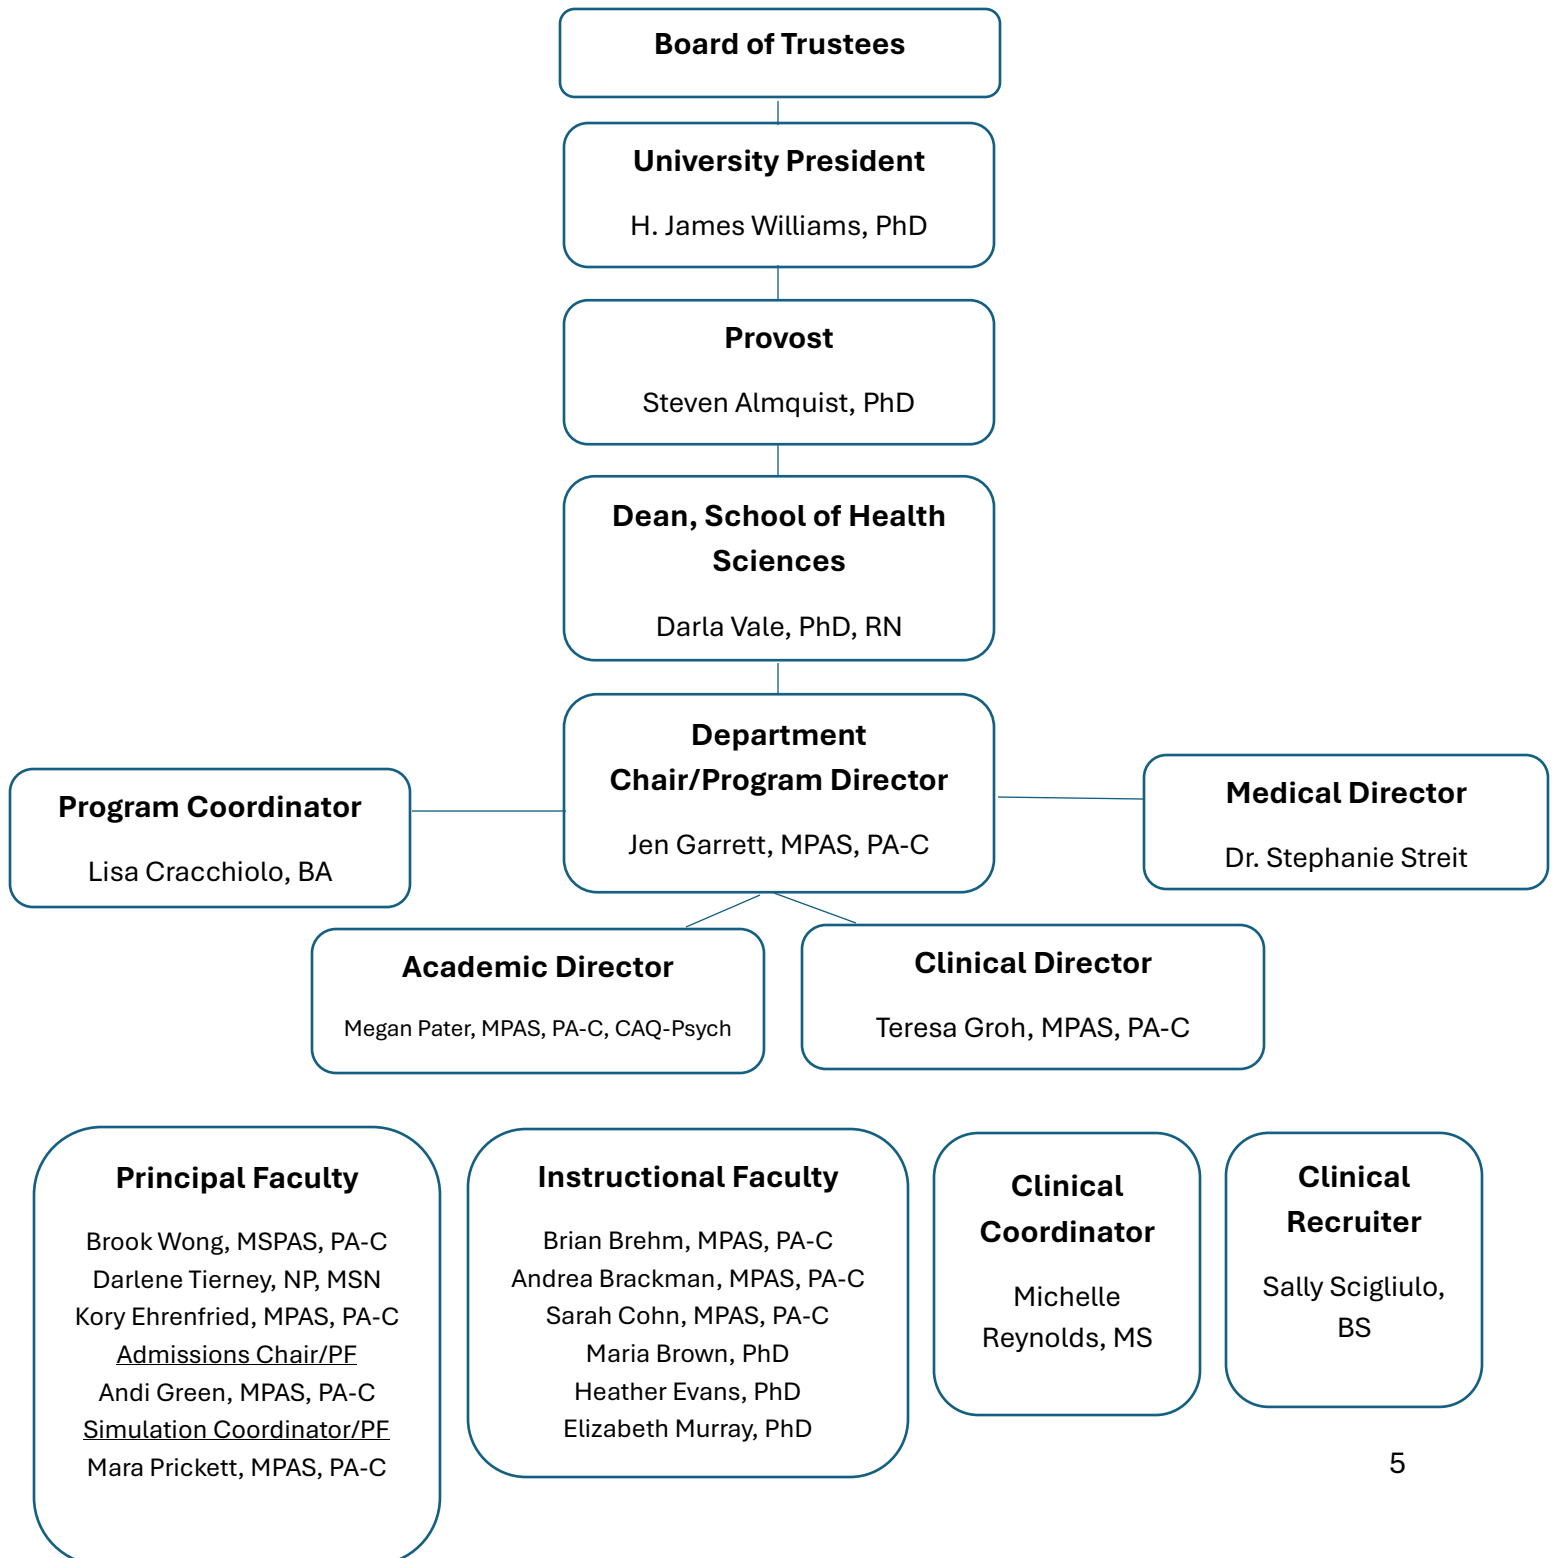 Board of Trustees
University President
H. James Williams, PhD
Provost
Steven Almquist, PhD
Dean, School of Health
Sciences
Darla Vale, PhD, RN
Department
Chair/Program Director
Jen Garrett, MPAS, PA-C
Program Coordinator
Lisa Cracchiolo, BA
Medical Director
Dr. Stephanie Streit
Academic Director
Megan Pater, MPAS, PA-C, CAQ-Psych
Clinical Director
Teresa Groh, MPAS, PA-C
Principal Faculty
Brook Wong, MSPAS, PA-C
Darlene Tierney, NP, MSN
Kory Ehrenfried, MPAS, PA-C
Admissions Chair/PF
Andi Green, MPAS, PA-C
Simulation Coordinator/PF
Mara Prickett, MPAS, PA-C
Instructional Faculty
Brian Brehm, MPAS, PA-C
Andrea Brackman, MPAS, PA-C
Sarah Cohn, MPAS, PA-C
Maria Brown, PhD
Heather Evans, PhD
Elizabeth Murray, PhD
Clinical
Coordinator
Michelle
Reynolds, MS
Clinical
Recruiter
Sally Scigliulo,
BS
5